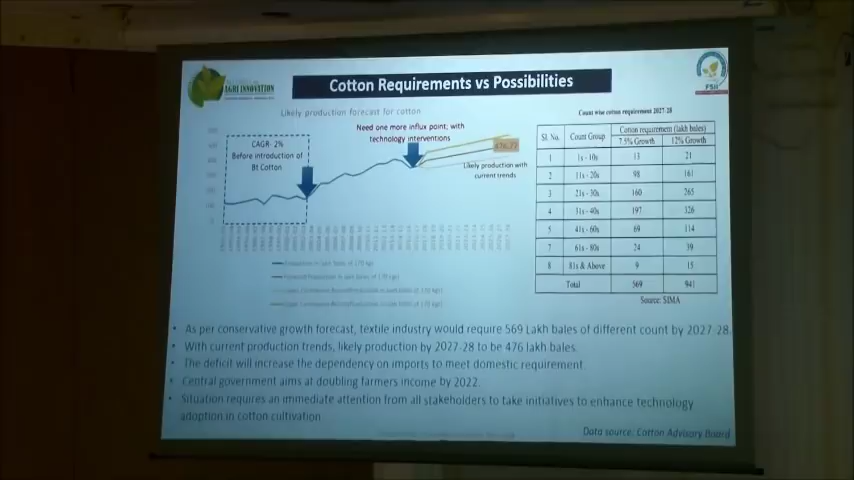 AGRI INNOVATION
Cotton Requirements vs Possibilities
FSII
Likely production forecast for cotton
CAGR- 2%
Before introduction of
Bt Cotton
Need one more influx point, with
technology interventions
476.77
Likely production with
current trends
Count wise cotton requirement 2027-28
Sl. No. Count Group Cotton requirement (lakh bales)
7.5% Growth 12% Growth
1 1s - 10s 13 21
2 11s - 20s 98 161
3 21s - 30s 160 265
4 31s - 40s 197 326
5 41s - 60s 69 114
7 61s - 80s 24 39
8 81s & Above 9 15
Total 569 941
Source: SIMA
• As per conservative growth forecast, textile industry would require 569 Lakh bales of different count by 2027-28.
• With current production trends, likely production by 2027-28 to be 476 lakh bales.
• The deficit will increase the dependency on imports to meet domestic requirement.
• Central government aims at doubling farmers income by 2022.
• Situation requires an immediate attention from all stakeholders to take initiatives to enhance technology
adoption in cotton cultivation
Data source: Cotton Advisory Board